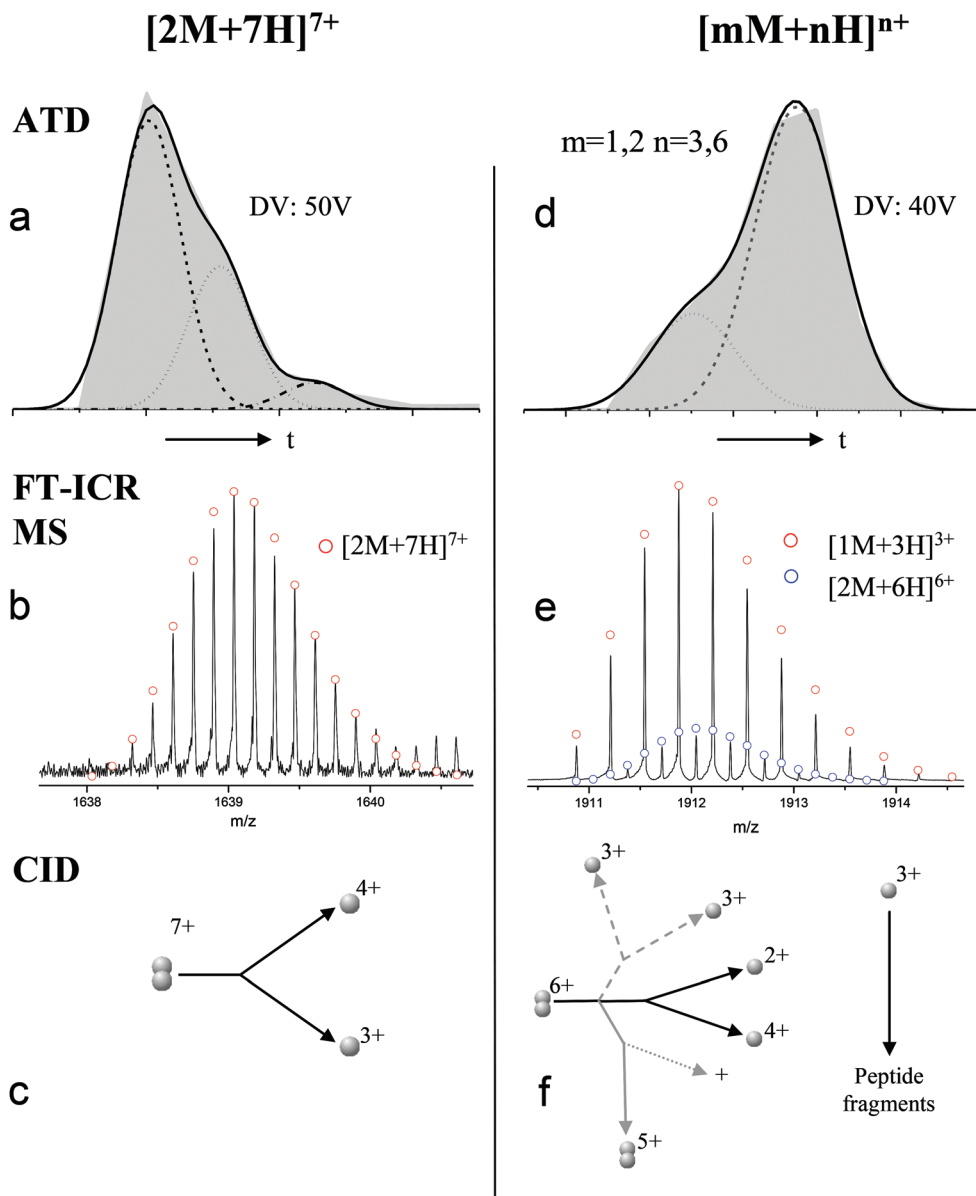 [2M+7H]7+
[mM+nH]n+
ATD
a
DV: 50V
t
d
m=1,2 n=3,6
DV: 40V
t
FT-ICR
MS
b
[2M+7H]7+
1638
1639
1640
m/z
e
[1M+3H]3+
[2M+6H]6+
1911
1912
1913
1914
m/z
CID
c
7+
4+
3+
f
3+
3+
6+
2+
4+
+
5+
3+
Peptide
fragments